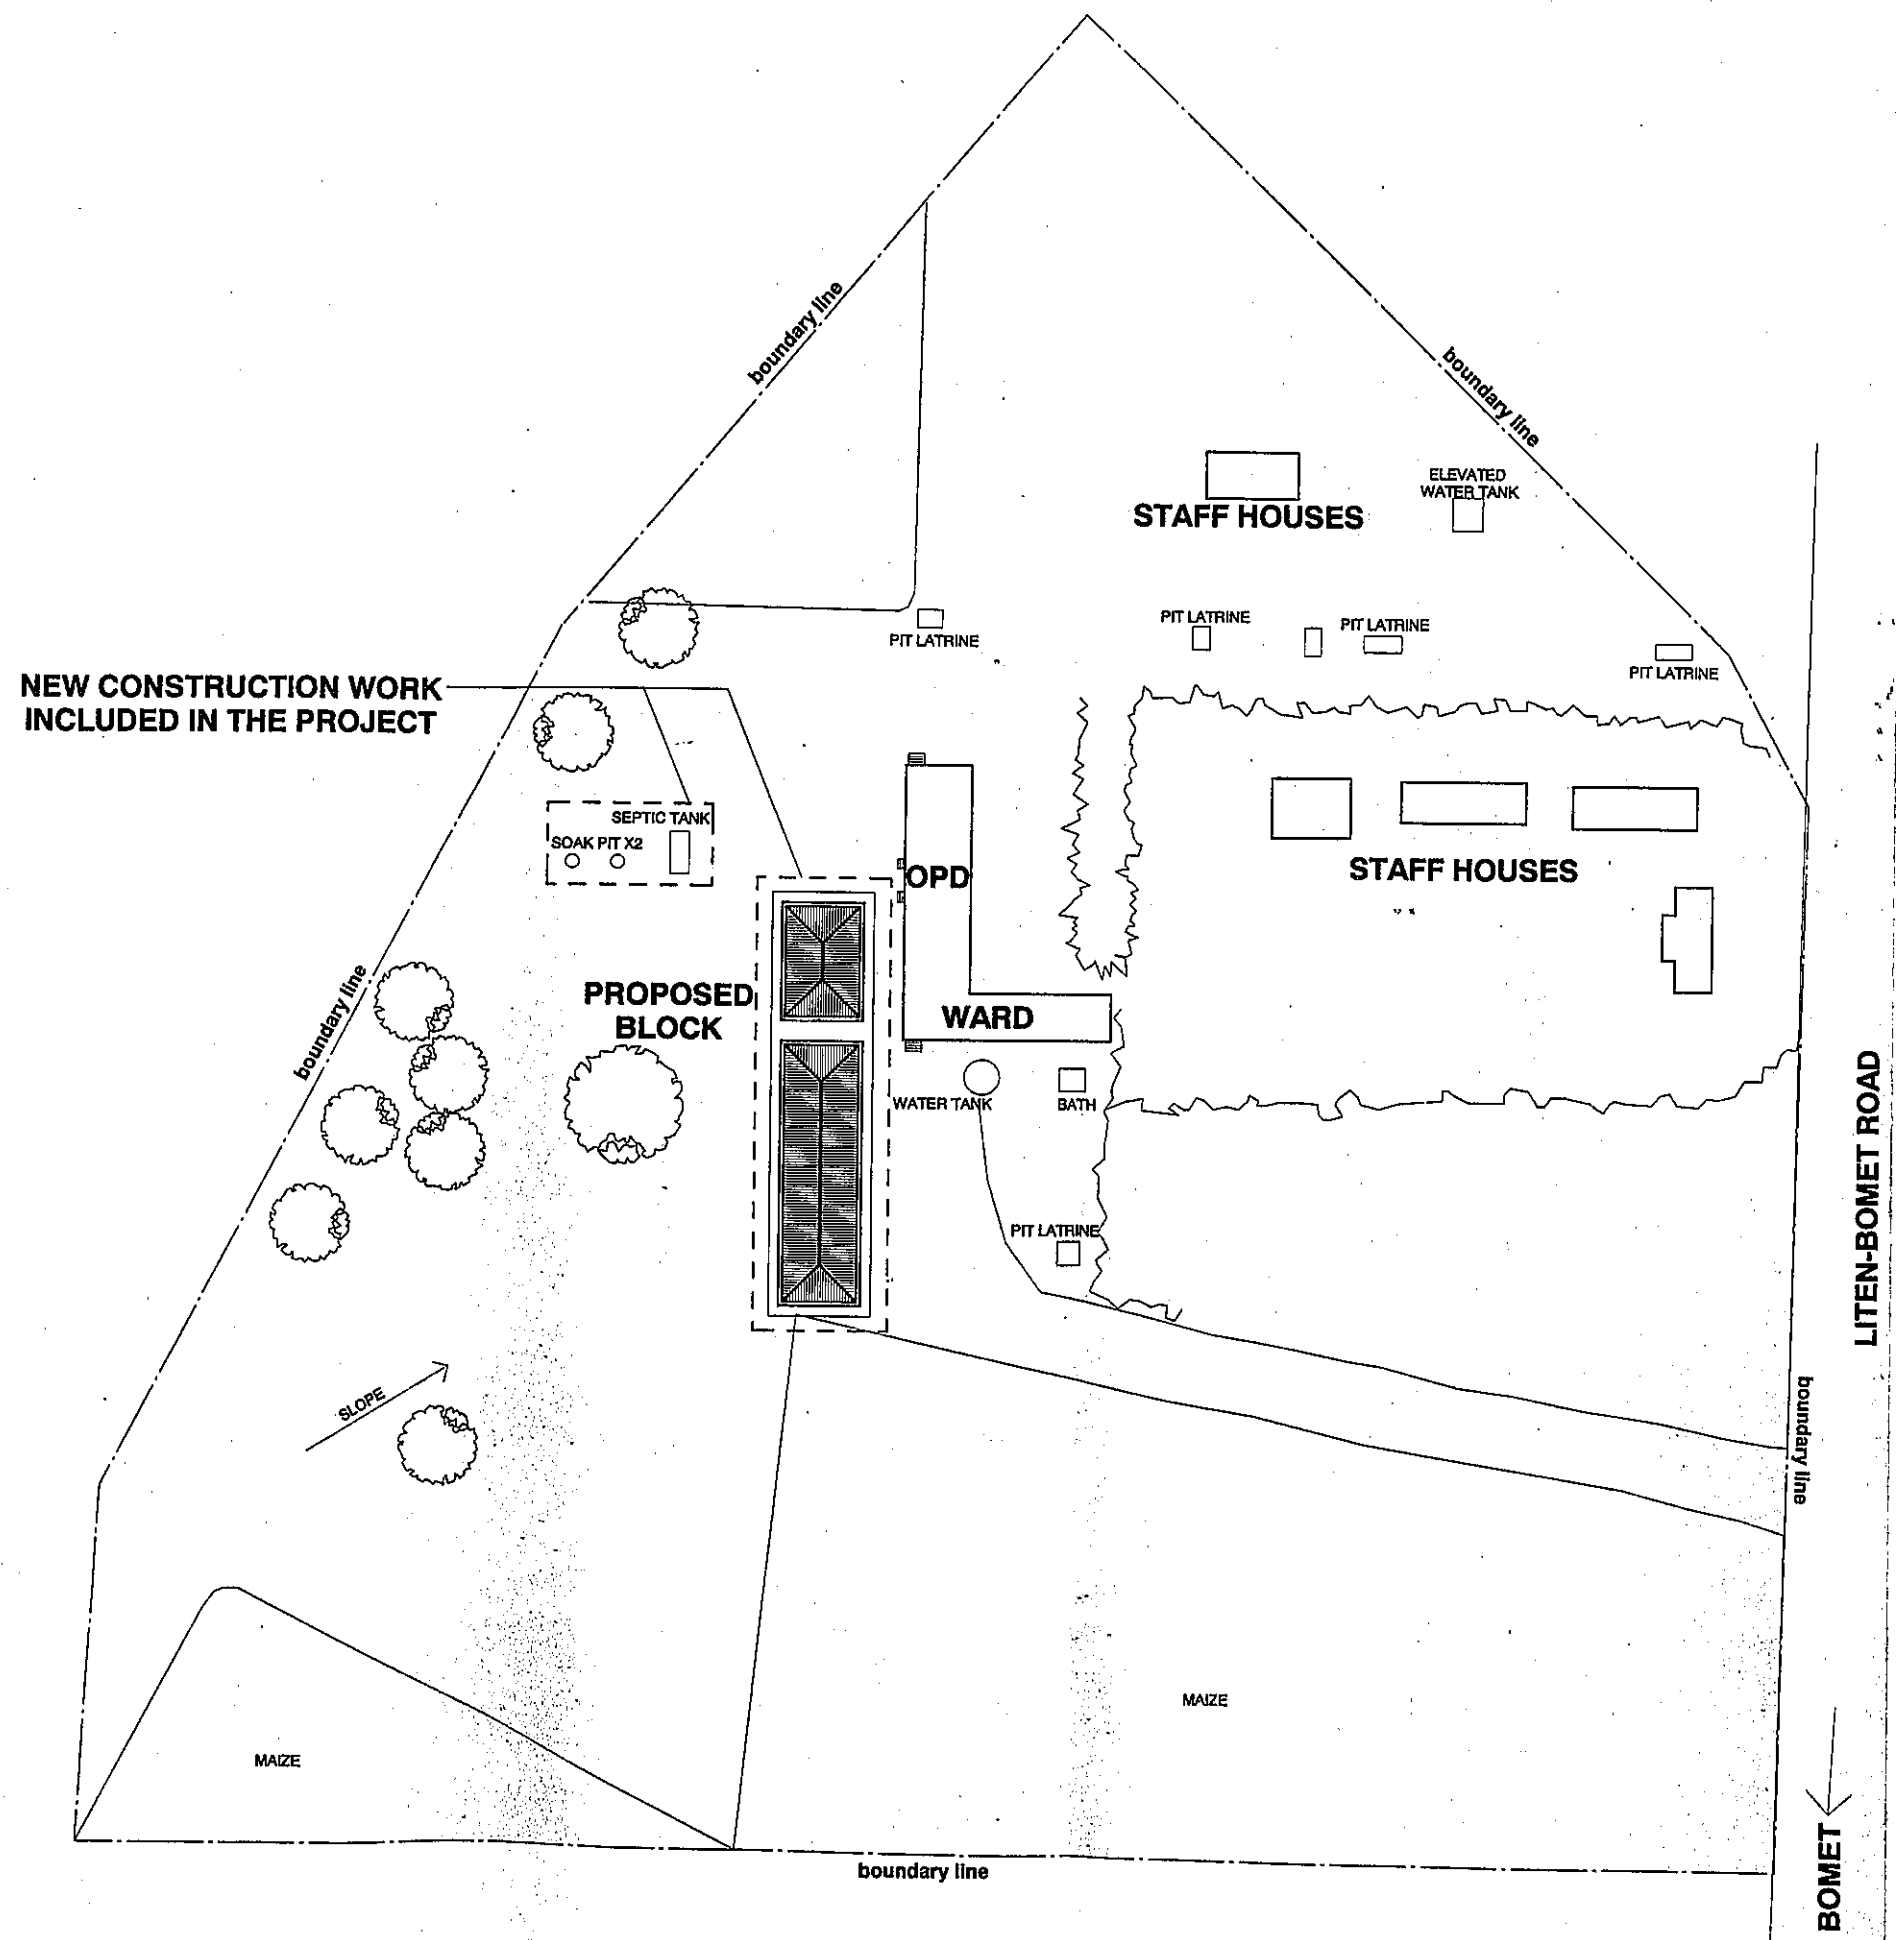 boundary line
boundary line
ELEVATED
WATER TANK
STAFF HOUSES
PIT LATRINE
PIT LATRINE
PIT LATRINE
PIT LATRINE
NEW CONSTRUCTION WORK
INCLUDED IN THE PROJECT
SEPTIC TANK
SOAK PIT X2
OPD
STAFF HOUSES
boundary line
PROPOSED
BLOCK
WARD
WATER TANK
BATH
PIT LATRINE
LITEN-BOMET ROAD
SLOPE
boundary line
MAIZE
MAIZE
boundary line
BOMET